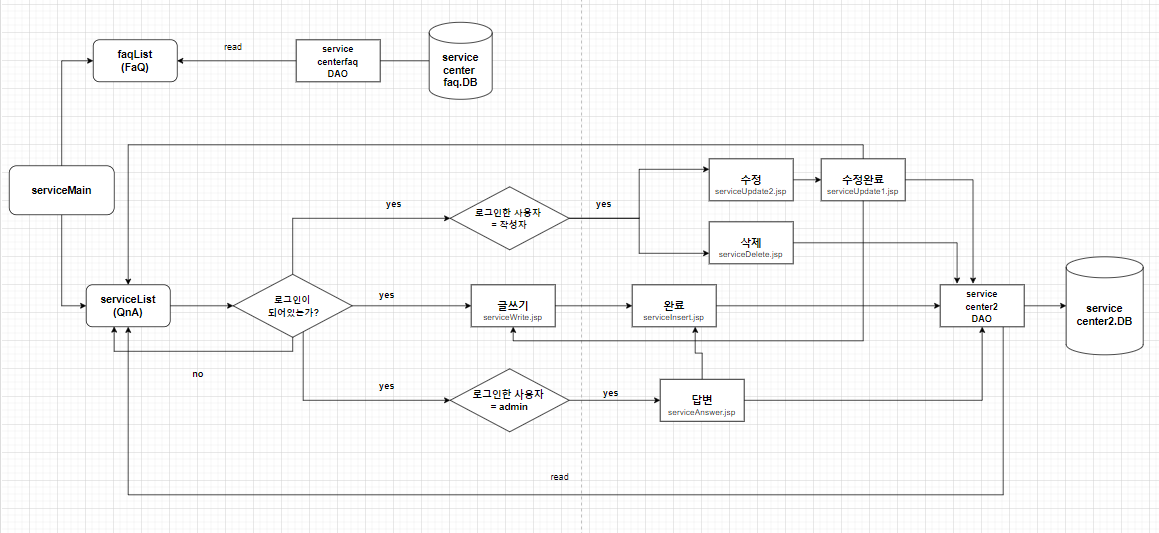 faqList
(FaQ)
read
service
centerfaq
DAO
service
center
faq.DB
serviceMain
yes
로그인한 사용자
= 작성자
yes
수정
serviceUpdate2.jsp
수정완료
serviceUpdate1.jsp
삭제
serviceDelete.jsp
serviceList
(QnA)
로그인이
되어있는가?
yes
글쓰기
serviceWrite.jsp
완료
serviceInsert.jsp
service
center2
DAO
service
center2.DB
no
yes
로그인한 사용자
= admin
yes
답변
serviceAnswer.jsp
read